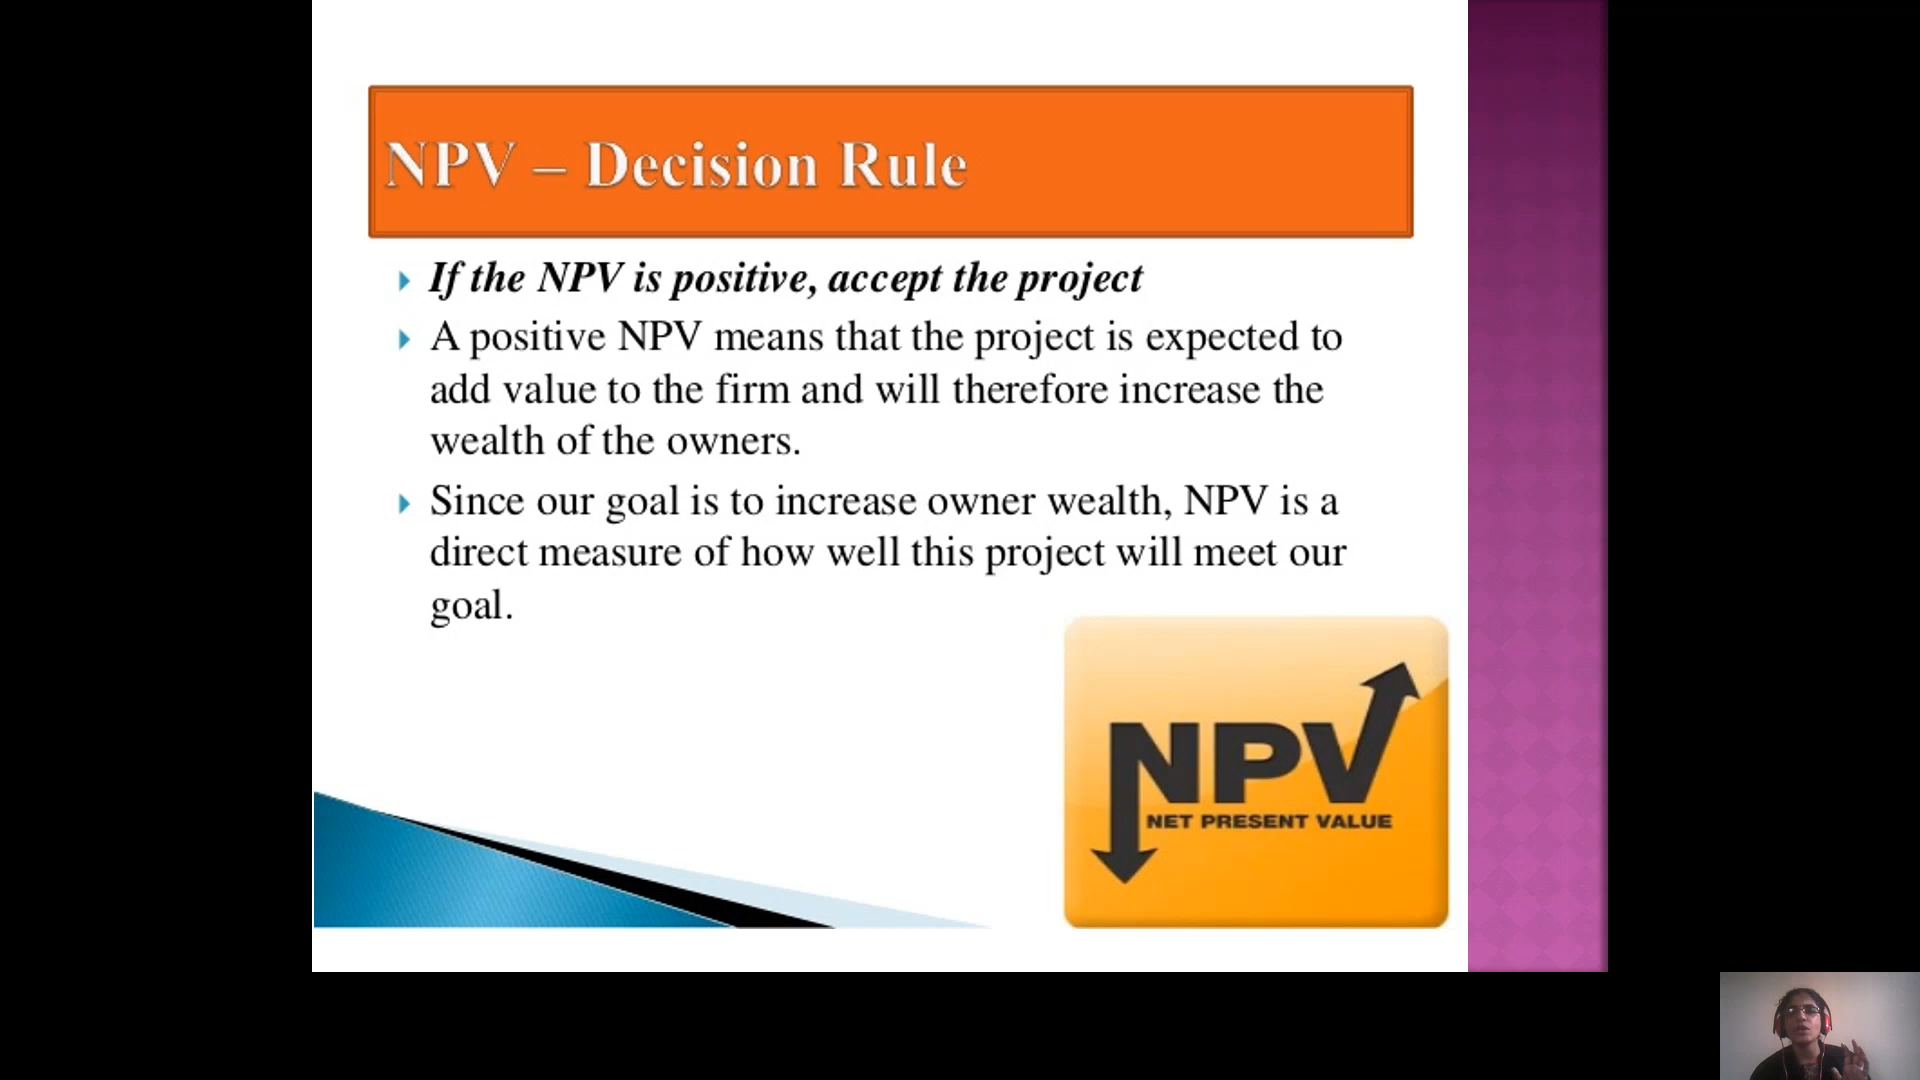 NPV – Decision Rule
If the NPV is positive, accept the project
A positive NPV means that the project is expected to
add value to the firm and will therefore increase the
wealth of the owners.
Since our goal is to increase owner wealth, NPV is a
direct measure of how well this project will meet our
goal.
NPV
NET PRESENT VALUE